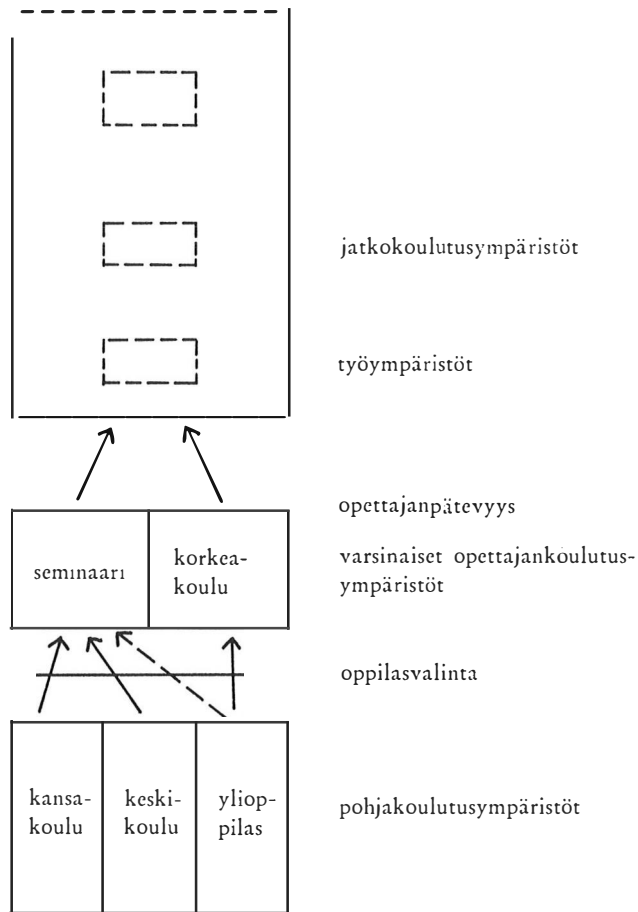 jatkokoulutusympäristöt
työympäristöt
opettajanpätevyys
seminaari
korkea-
koulu
varsinaiset opettajankoulutus-
ympäristöt
oppilasvalinta
kansa-
koulu
keski-
koulu
yliop-
pilas
pohjakoulutusympäristöt